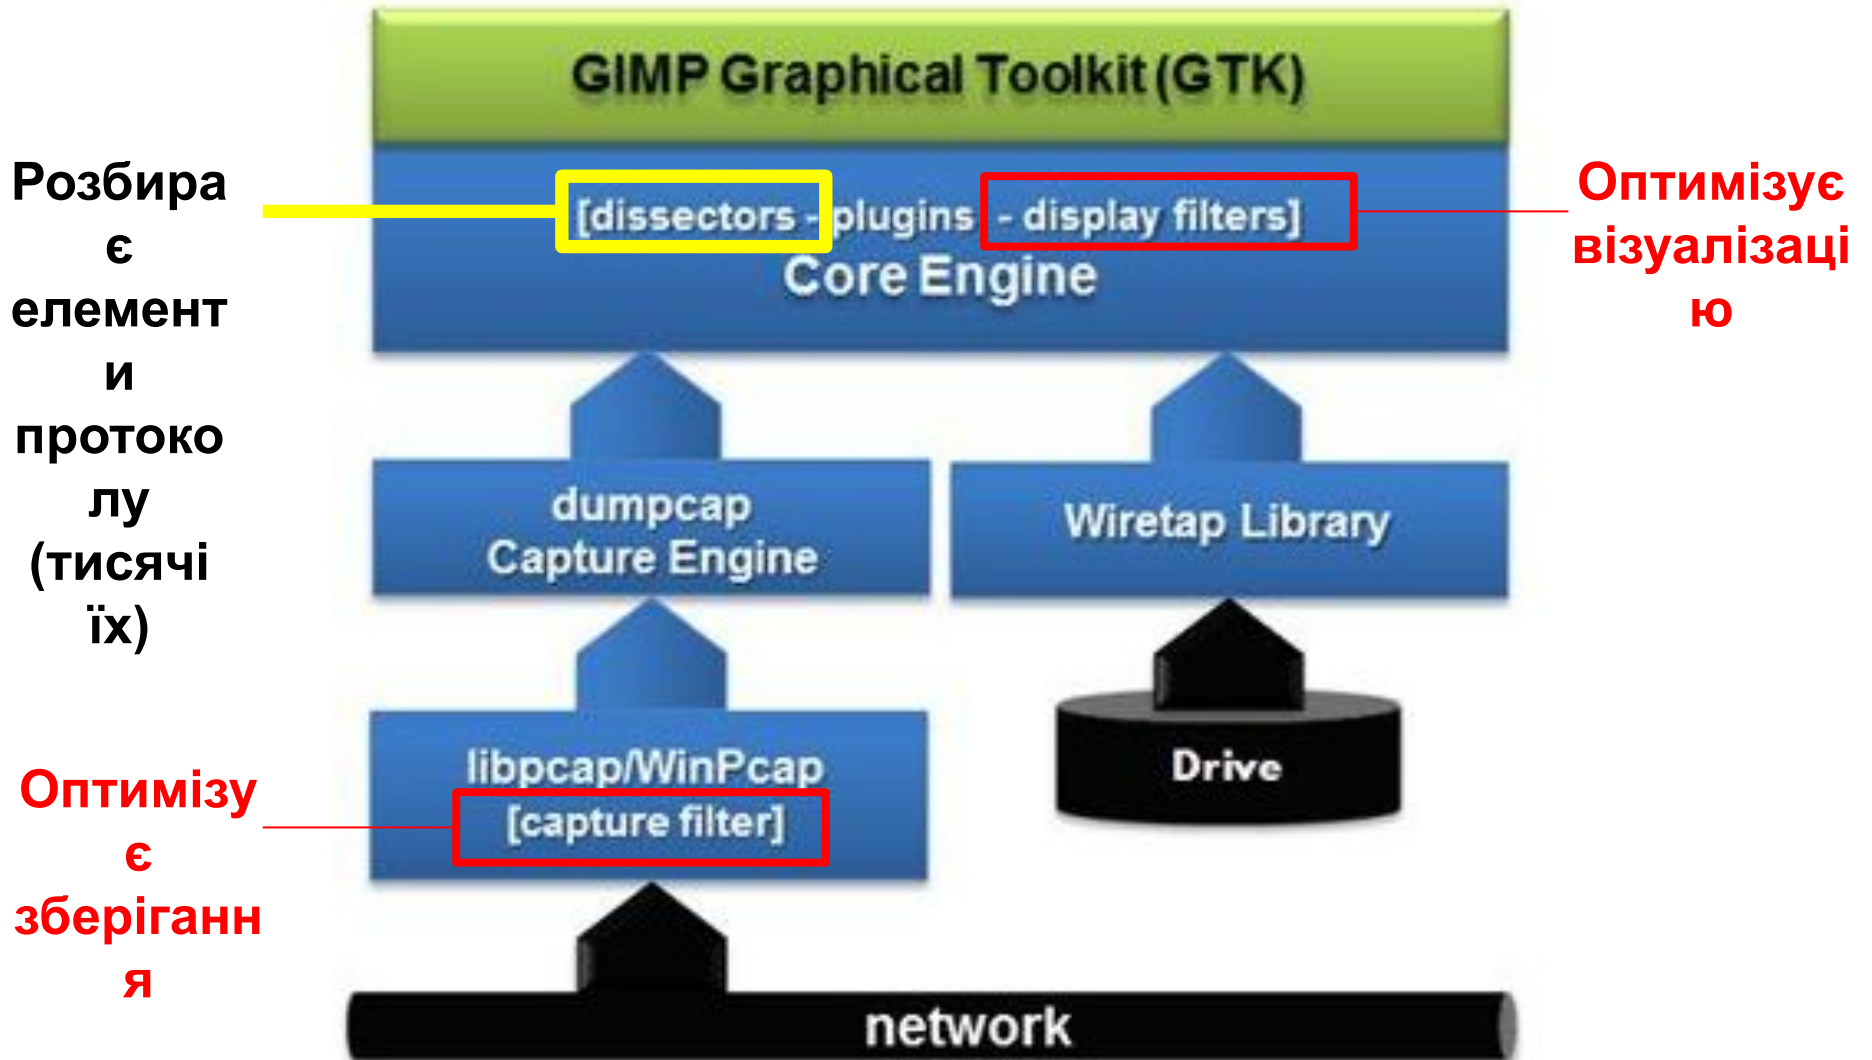 GIMP Graphical Toolkit (GTK)
Розбира
є
елемент
и
протоко
лу
(тисячі
їх)
[dissectors - plugins - display filters]
Core Engine
Оптимізує
візуалізаці
ю
dumpcap
Capture Engine
Wiretap Library
Оптимізу
є
зберіганн
я
libpcap/WinPcap
[capture filter]
Drive
network